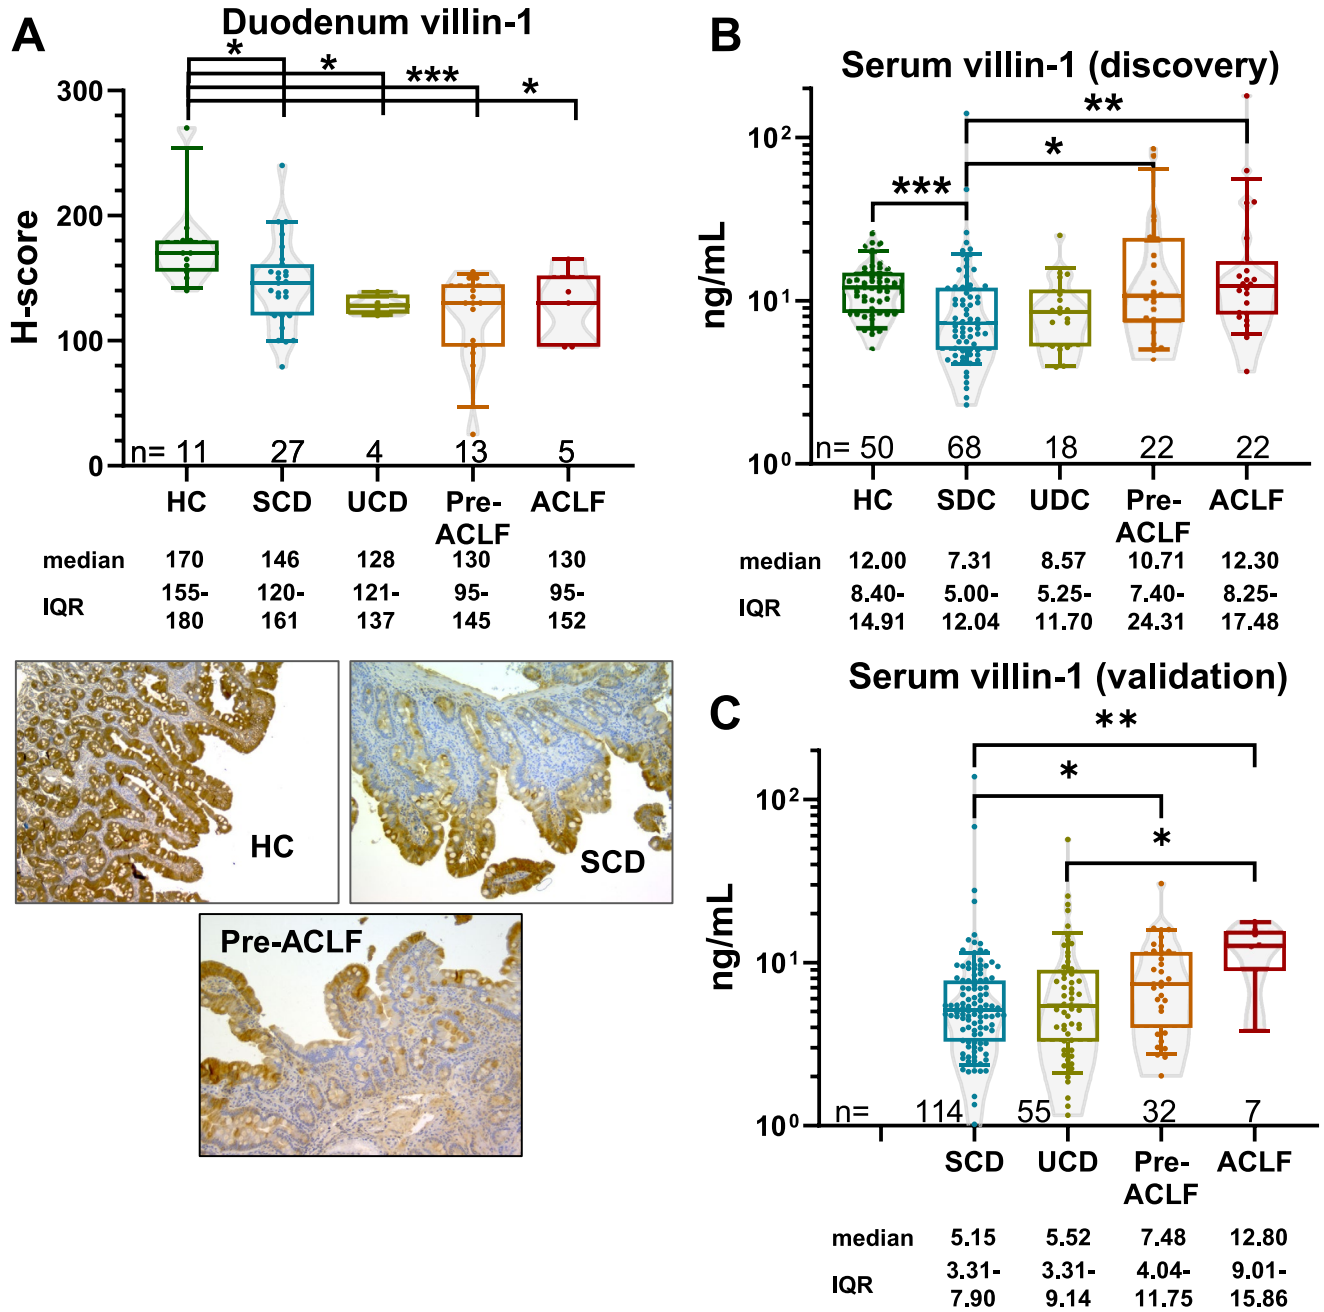 A
Duodenum villin-1
*
*
***
*
300
200
100
0
H-score
n= 11 27 4 13 5
HC SCD UCD Pre-ACLF ACLF
median 170 146 128 130 130
IQR 155-180 120-161 121-137 95-145 95-152
HC
SCD
Pre-ACLF
B
Serum villin-1 (discovery)
**
*
***
10²
10¹
10⁰
ng/mL
n= 50 68 18 22 22
HC SDC UDC Pre-ACLF ACLF
median 12.00 7.31 8.57 10.71 12.30
IQR 8.40-14.91 5.00-12.04 5.25-11.70 7.40-24.31 8.25-17.48
C
Serum villin-1 (validation)
**
*
*
10²
10¹
10⁰
ng/mL
n= 114 55 32 7
SCD UCD Pre-ACLF ACLF
median 5.15 5.52 7.48 12.80
IQR 3.31-7.90 3.31-9.14 4.04-11.75 9.01-15.86